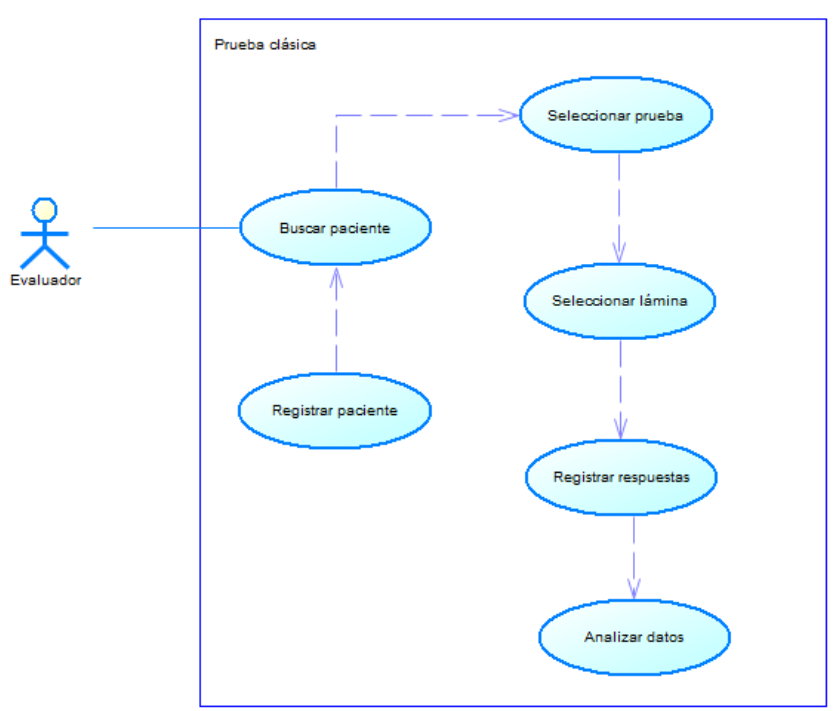 Prueba clásica
Seleccionar prueba
Buscar paciente
Evaluador
Seleccionar lámina
Registrar paciente
Registrar respuestas
Analizar datos